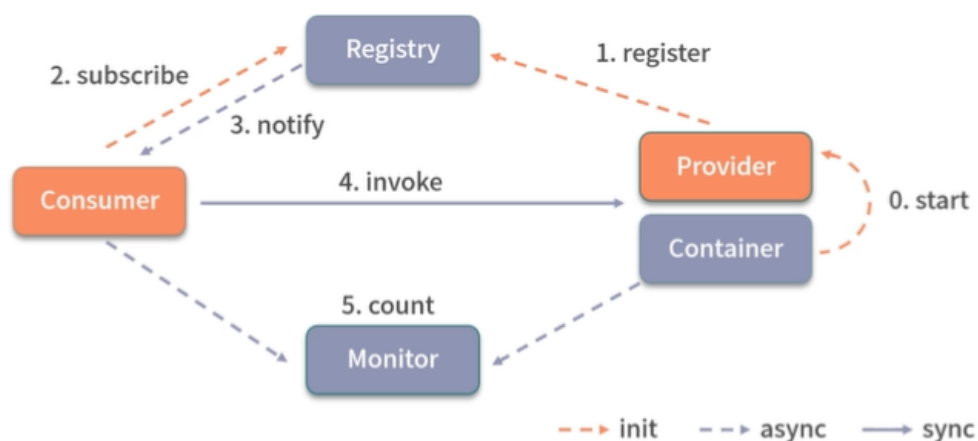 Registry
1. register
2. subscribe
3. notify
Provider
4. invoke
Consumer
0. start
Container
5. count
Monitor
init
async
sync